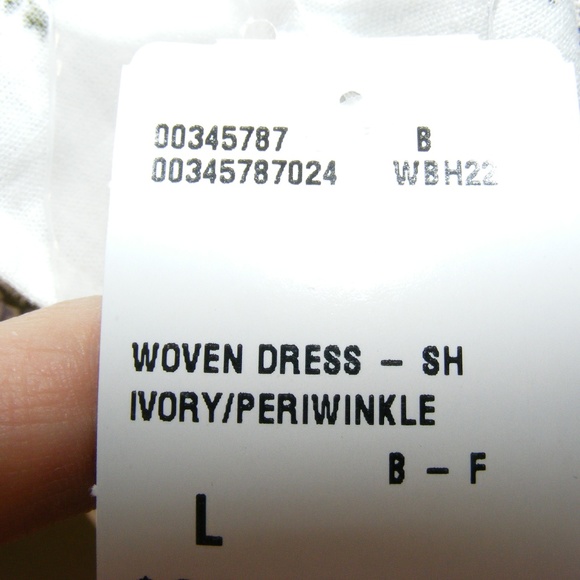 00345787 B
00345787024 WBH22
WOVEN DRESS – SH
IVORY/PERIWINKLE
B – F
L